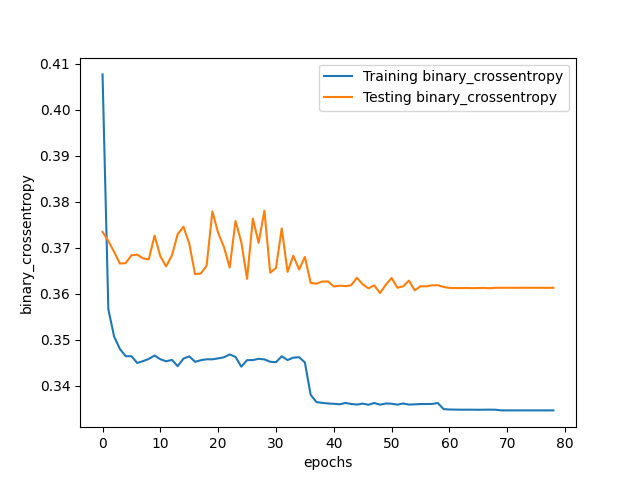 Training binary_crossentropy
Testing binary_crossentropy
0.41
0.40
0.39
0.38
0.37
0.36
0.35
0.34
binary_crossentropy
0 10 20 30 40 50 60 70 80
epochs